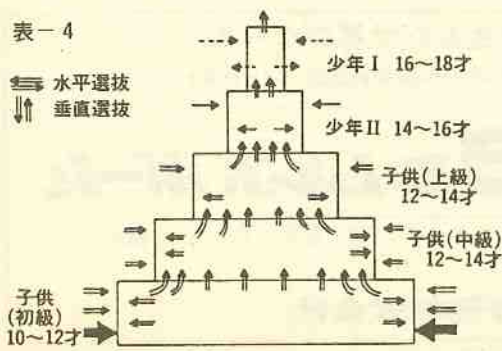 表－4
水平選抜
垂直選抜
少年Ⅰ 16〜18才
少年Ⅱ 14〜16才
子供(上級)
12〜14才
子供(中級)
12〜14才
子供
(初級)
10〜12才